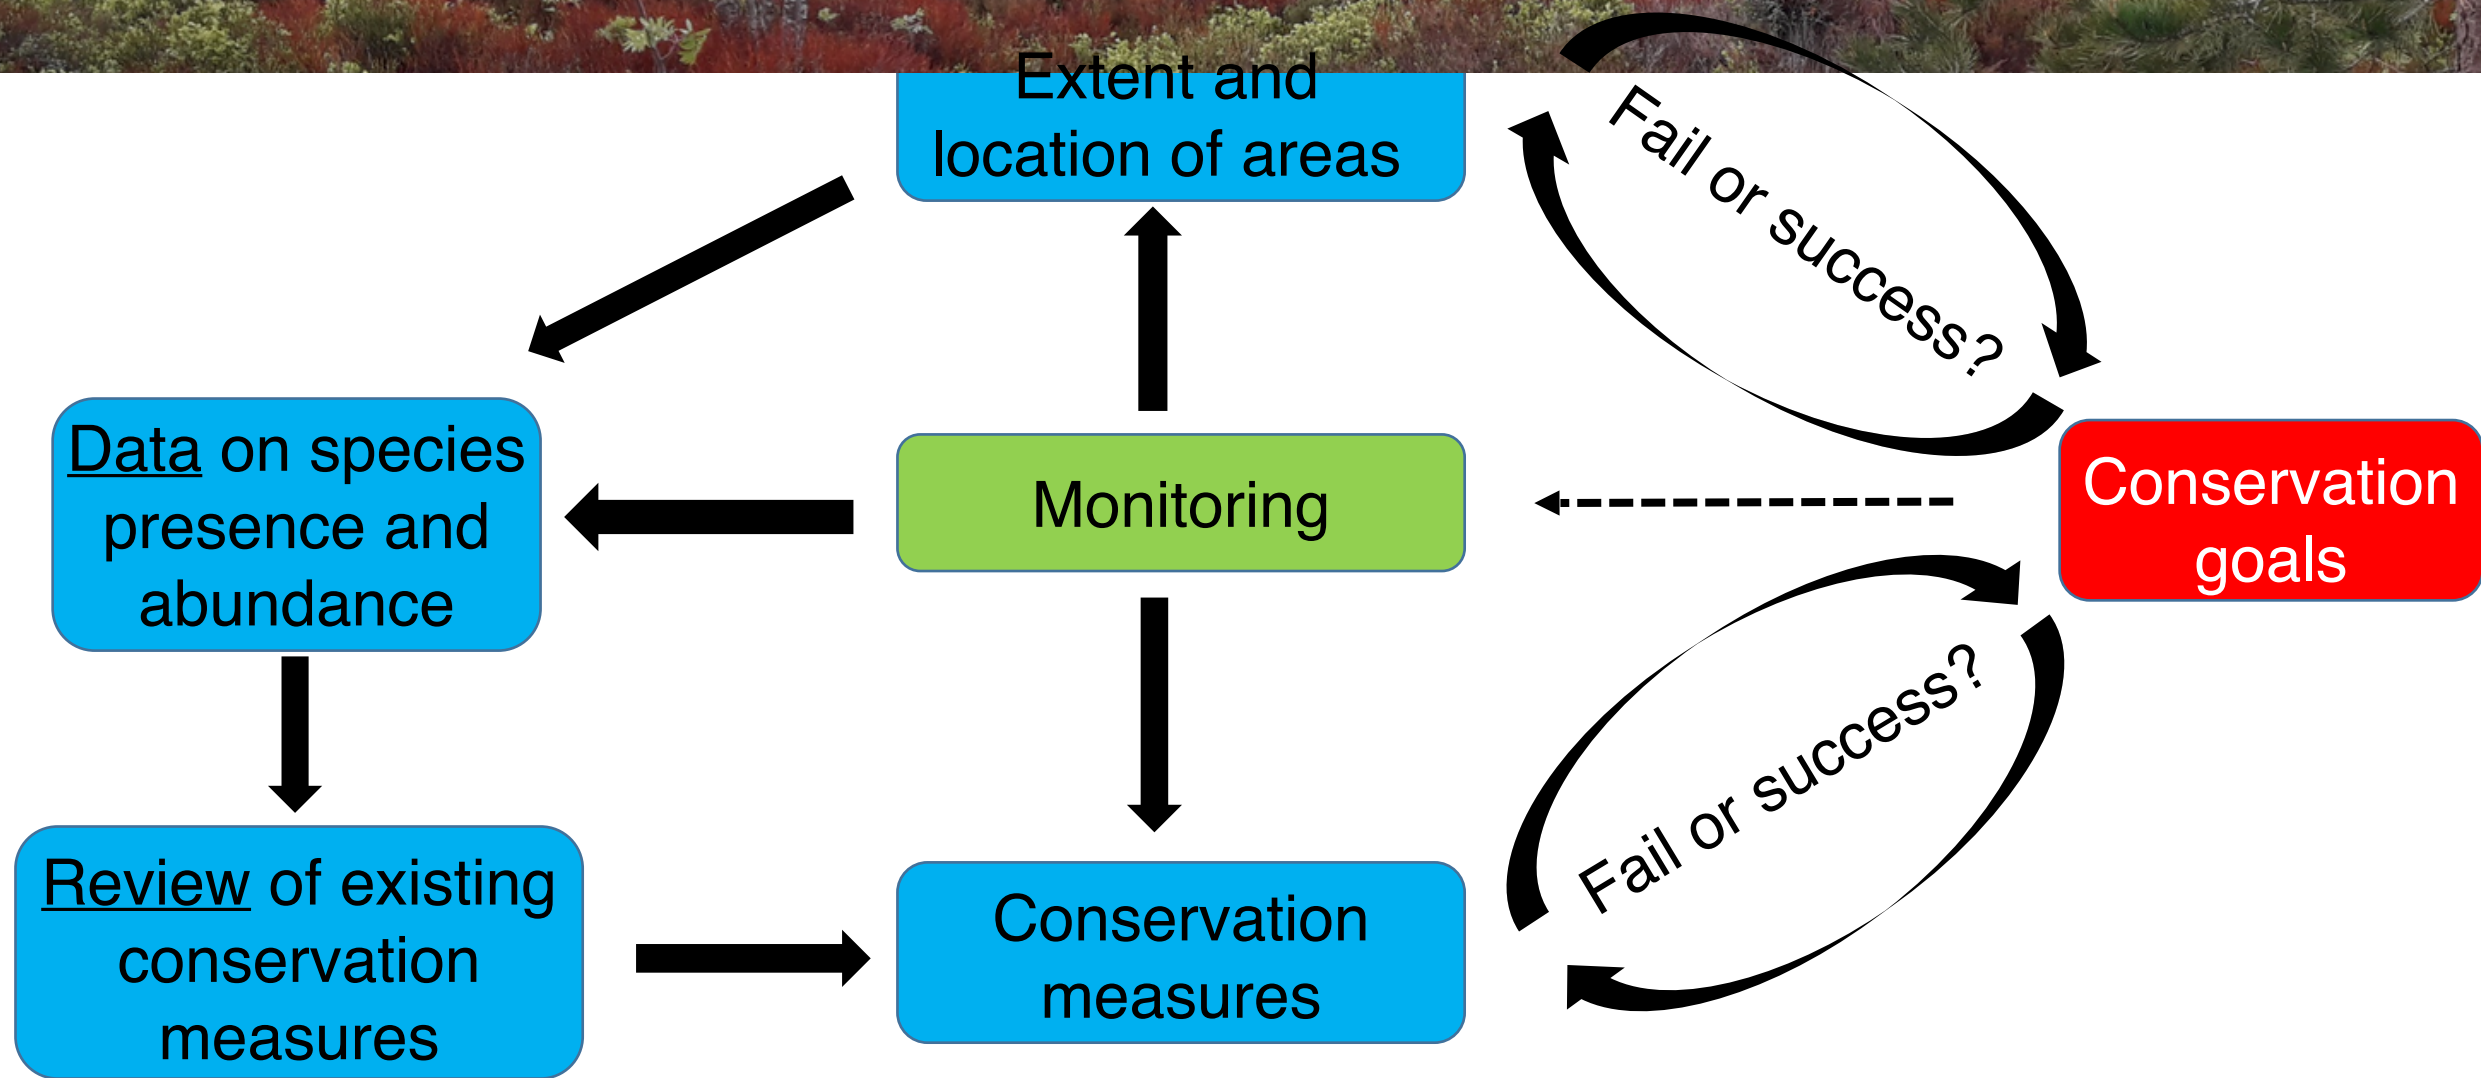 Extent and
location of areas
Fail or success?
Data on species
presence and
abundance
Monitoring
Conservation
goals
Fail or success?
Review of existing
conservation
measures
Conservation
measures